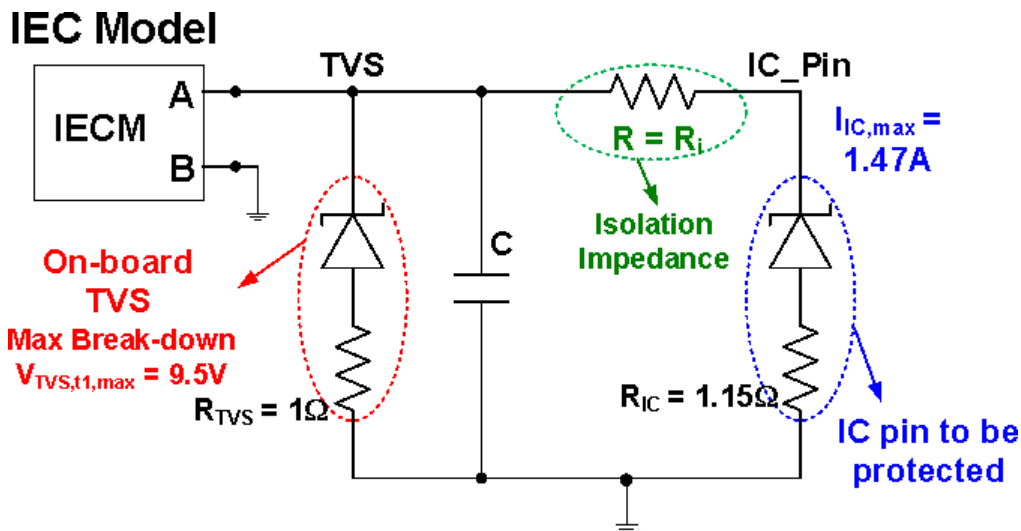 IEC Model
TVS
IC_Pin
A
IECM
B
R = Ri
IIC,max =
1.47A
Isolation
Impedance
C
On-board
TVS
Max Break-down
VTVS,t1,max = 9.5V
RTVS = 1Ω
RIC = 1.15Ω
IC pin to be
protected